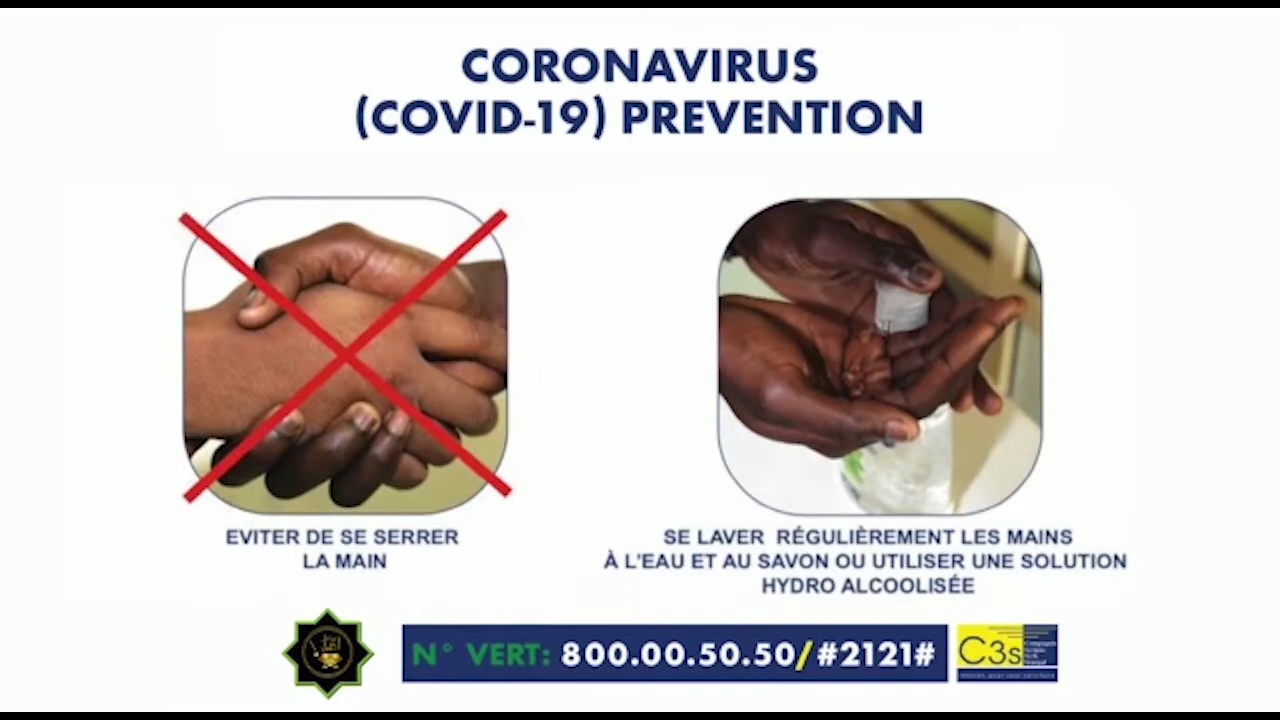 CORONAVIRUS
(COVID-19) PREVENTION
EVITER DE SE SERRER
LA MAIN
SE LAVER RÉGULIÈREMENT LES MAINS
À L'EAU ET AU SAVON OU UTILISER UNE SOLUTION
HYDRO ALCOOLISÉE
N° VERT: 800.00.50.50/#2121#
C3s